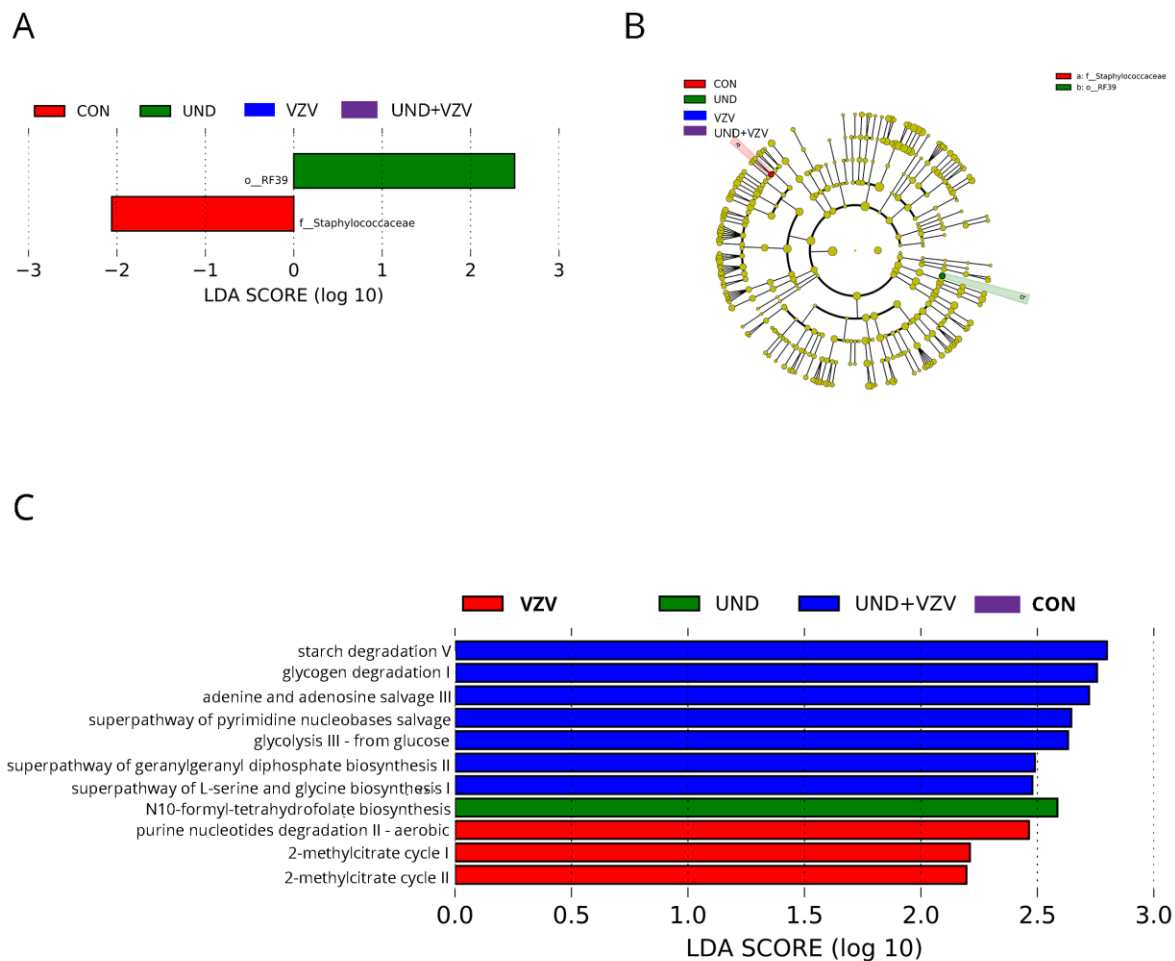 A
CON UND VZV UND+VZV
o__RF39
f__Staphylococcaceae
−3 −2 −1 0 1 2 3
LDA SCORE (log 10)
B
CON
UND
VZV
UND+VZV
a: f__Staphylococcaceae
b: o__RF39
a
b
C
VZV UND UND+VZV CON
starch degradation V
glycogen degradation I
adenine and adenosine salvage III
superpathway of pyrimidine nucleobases salvage
glycolysis III - from glucose
superpathway of geranylgeranyl diphosphate biosynthesis II
superpathway of L-serine and glycine biosynthesis I
N10-formyl-tetrahydrofolate biosynthesis
purine nucleotides degradation II - aerobic
2-methylcitrate cycle I
2-methylcitrate cycle II
0.0 0.5 1.0 1.5 2.0 2.5 3.0
LDA SCORE (log 10)